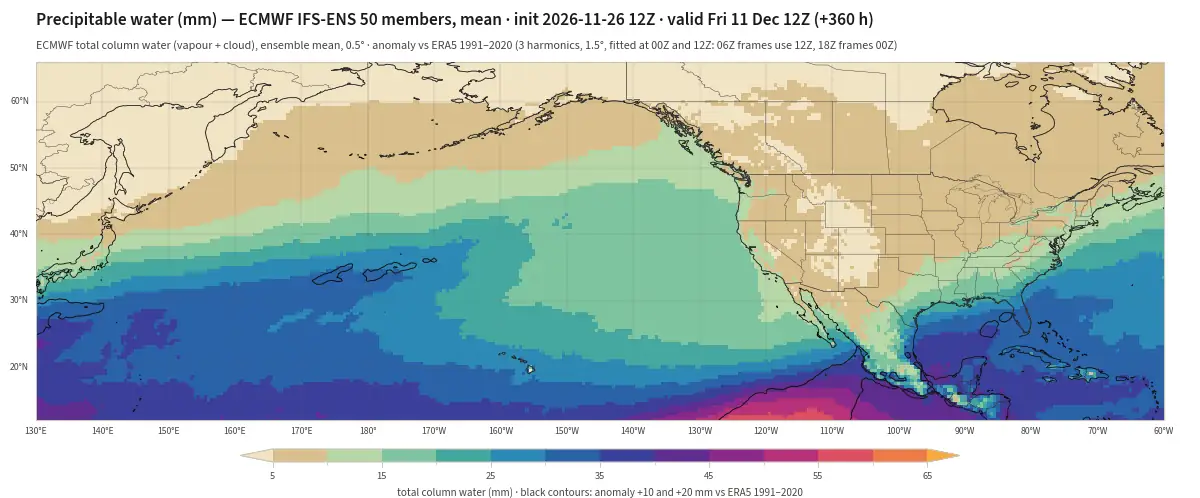 Precipitable water (mm) — ECMWF IFS-ENS 50 members, mean · init 2026-11-26 12Z · valid Fri 11 Dec 12Z (+360 h)
ECMWF total column water (vapour + cloud), ensemble mean, 0.5° · anomaly vs ERA5 1991–2020 (3 harmonics, 1.5°, fitted at 00Z and 12Z: 06Z frames use 12Z, 18Z frames 00Z)
60°N
50°N
40°N
30°N
20°N
130°E 140°E 150°E 160°E 170°E 180° 170°W 160°W 150°W 140°W 130°W 120°W 110°W 100°W 90°W 80°W 70°W 60°W
5 15 25 35 45 55 65
total column water (mm) · black contours: anomaly +10 and +20 mm vs ERA5 1991–2020